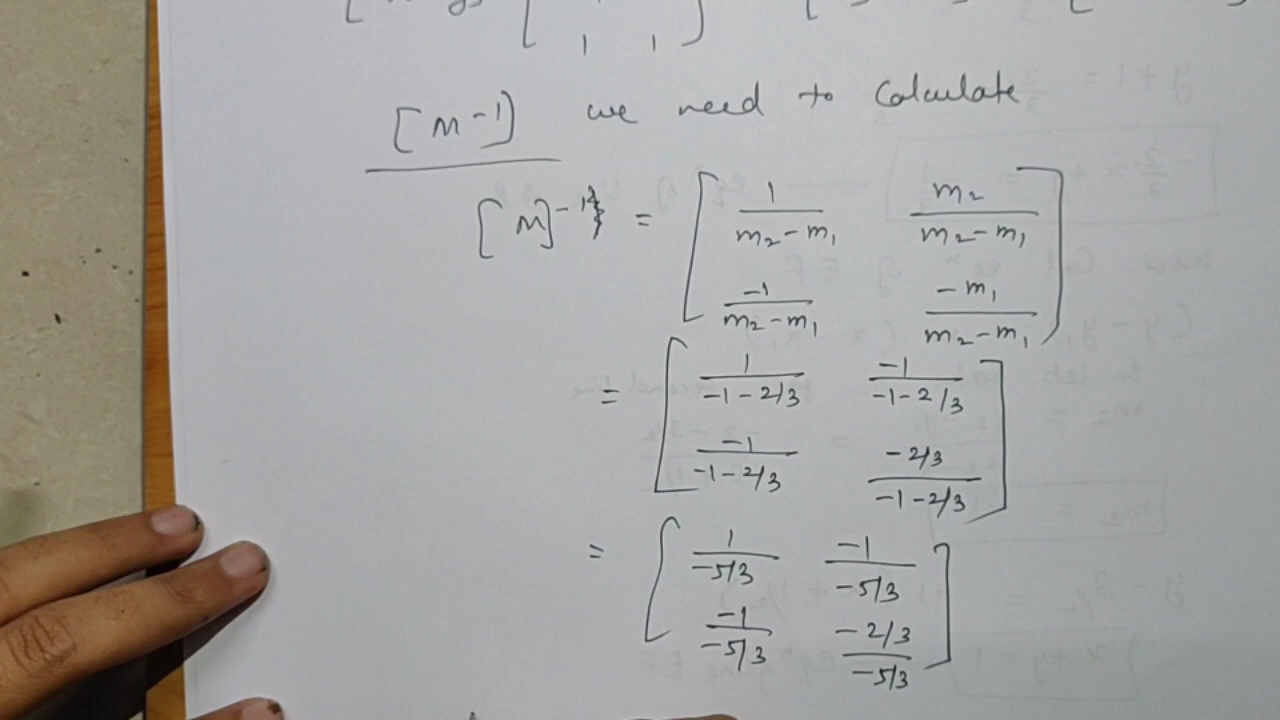 1 1
[M-1] we need to Calculate
[M]^-1 = [ 1/(m₂-m₁) m₂/(m₂-m₁)
-1/(m₂-m₁) -m₁/(m₂-m₁) ]
= [ 1/(-1-2/3) -1/(-1-2/3)
-1/(-1-2/3) -2/3/(-1-2/3) ]
= [ 1/(-5/3) -1/(-5/3)
-1/(-5/3) -2/3/(-5/3) ]